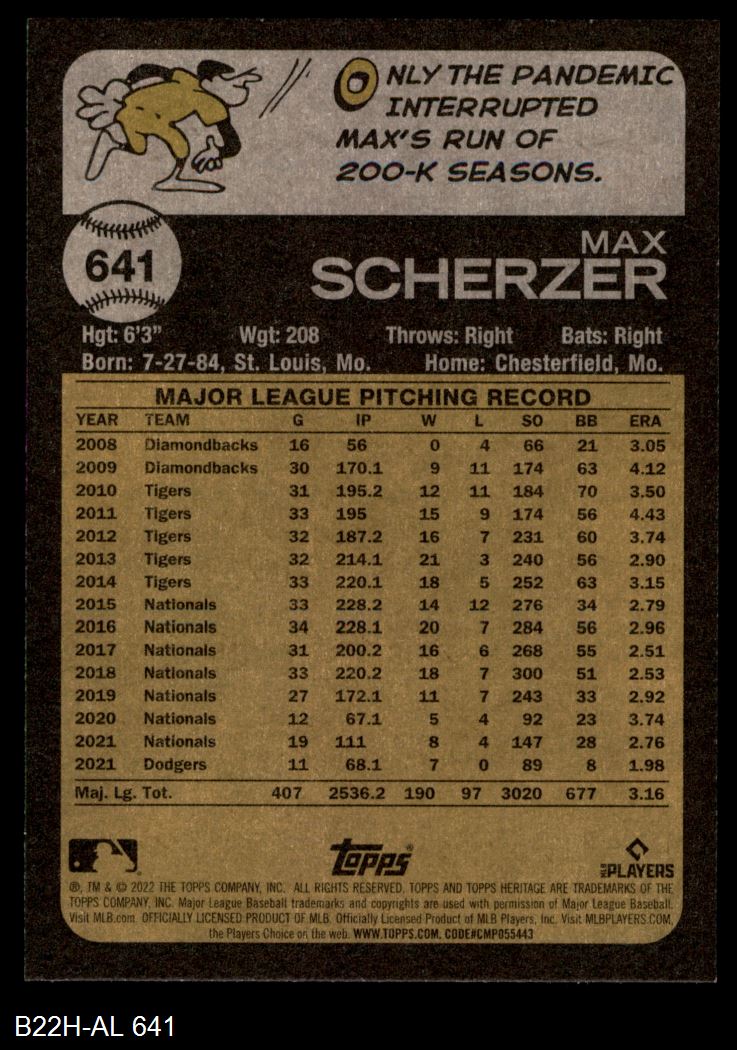 ONLY THE PANDEMIC
INTERRUPTED
MAX'S RUN OF
200-K SEASONS.
641
MAX
SCHERZER
Hgt: 6'3" Wgt: 208 Throws: Right Bats: Right
Born: 7-27-84, St. Louis, Mo. Home: Chesterfield, Mo.
MAJOR LEAGUE PITCHING RECORD
YEAR TEAM G IP W L SO BB ERA
2008 Diamondbacks 16 56 0 4 66 21 3.05
2009 Diamondbacks 30 170.1 9 11 174 63 4.12
2010 Tigers 31 195.2 12 11 184 70 3.50
2011 Tigers 33 195 15 9 174 56 4.43
2012 Tigers 32 187.2 16 7 231 60 3.74
2013 Tigers 32 214.1 21 3 240 56 2.90
2014 Tigers 33 220.1 18 5 252 63 3.15
2015 Nationals 33 228.2 14 12 276 34 2.79
2016 Nationals 34 228.1 20 7 284 56 2.96
2017 Nationals 31 200.2 16 6 268 55 2.51
2018 Nationals 33 220.2 18 7 300 51 2.53
2019 Nationals 27 172.1 11 7 243 33 2.92
2020 Nationals 12 67.1 5 4 92 23 3.74
2021 Nationals 19 111 8 4 147 28 2.76
2021 Dodgers 11 68.1 7 0 89 8 1.98
Maj. Lg. Tot. 407 2536.2 190 97 3020 677 3.16
topps®
MLB PLAYERS
®, TM & © 2022 THE TOPPS COMPANY, INC. ALL RIGHTS RESERVED. TOPPS AND TOPPS HERITAGE ARE TRADEMARKS OF THE
TOPPS COMPANY, INC. Major League Baseball trademarks and copyrights are used with permission of Major League Baseball.
Visit MLB.com. OFFICIALLY LICENSED PRODUCT OF MLB. Officially Licensed Product of MLB Players, Inc. Visit MLBPLAYERS.COM,
the Players Choice on the web. WWW.TOPPS.COM. CODE#CMP055443
B22H-AL 641